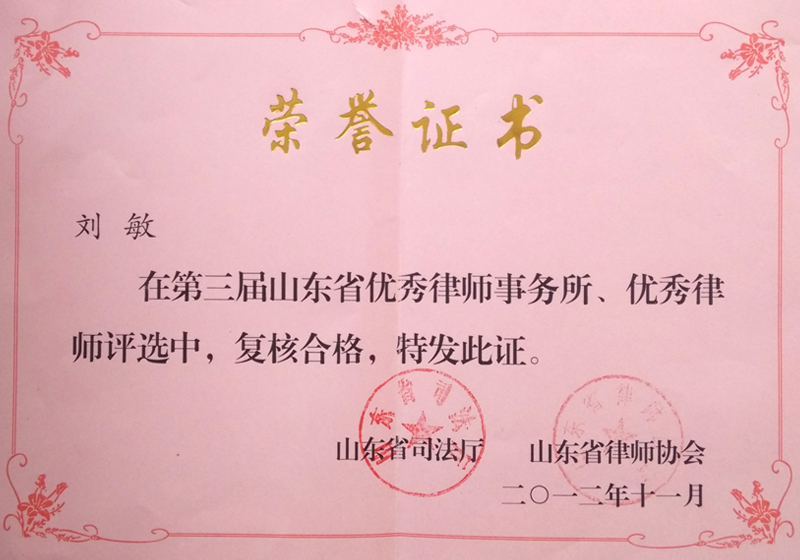 荣誉证书
刘敏
在第三届山东省优秀律师事务所、优秀律
师评选中，复核合格，特发此证。
山东省司法厅 山东省律师协会
二〇一二年十一月